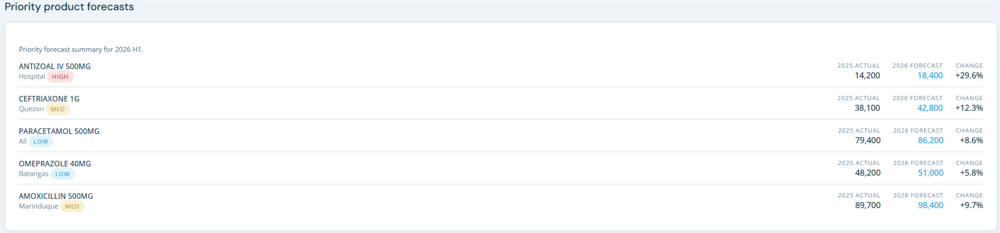 Priority product forecasts
Priority forecast summary for 2026 H1.
ANTIZOAL IV 500MG
Hospital HIGH
2025 ACTUAL 2026 FORECAST CHANGE
14,200 18,400 +29.6%
CEFTRIAXONE 1G
Quezon MED
2025 ACTUAL 2026 FORECAST CHANGE
38,100 42,800 +12.3%
PARACETAMOL 500MG
All LOW
2025 ACTUAL 2026 FORECAST CHANGE
79,400 86,200 +8.6%
OMEPRAZOLE 40MG
Batangas LOW
2025 ACTUAL 2026 FORECAST CHANGE
48,200 51,000 +5.8%
AMOXICILLIN 500MG
Marinduque MED
2025 ACTUAL 2026 FORECAST CHANGE
89,700 98,400 +9.7%